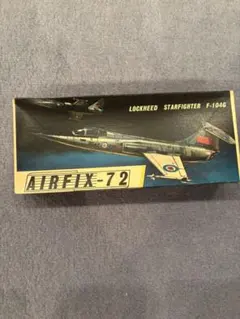 LOCKHEED STARFIGHTER F-104G
AIRFIX-72